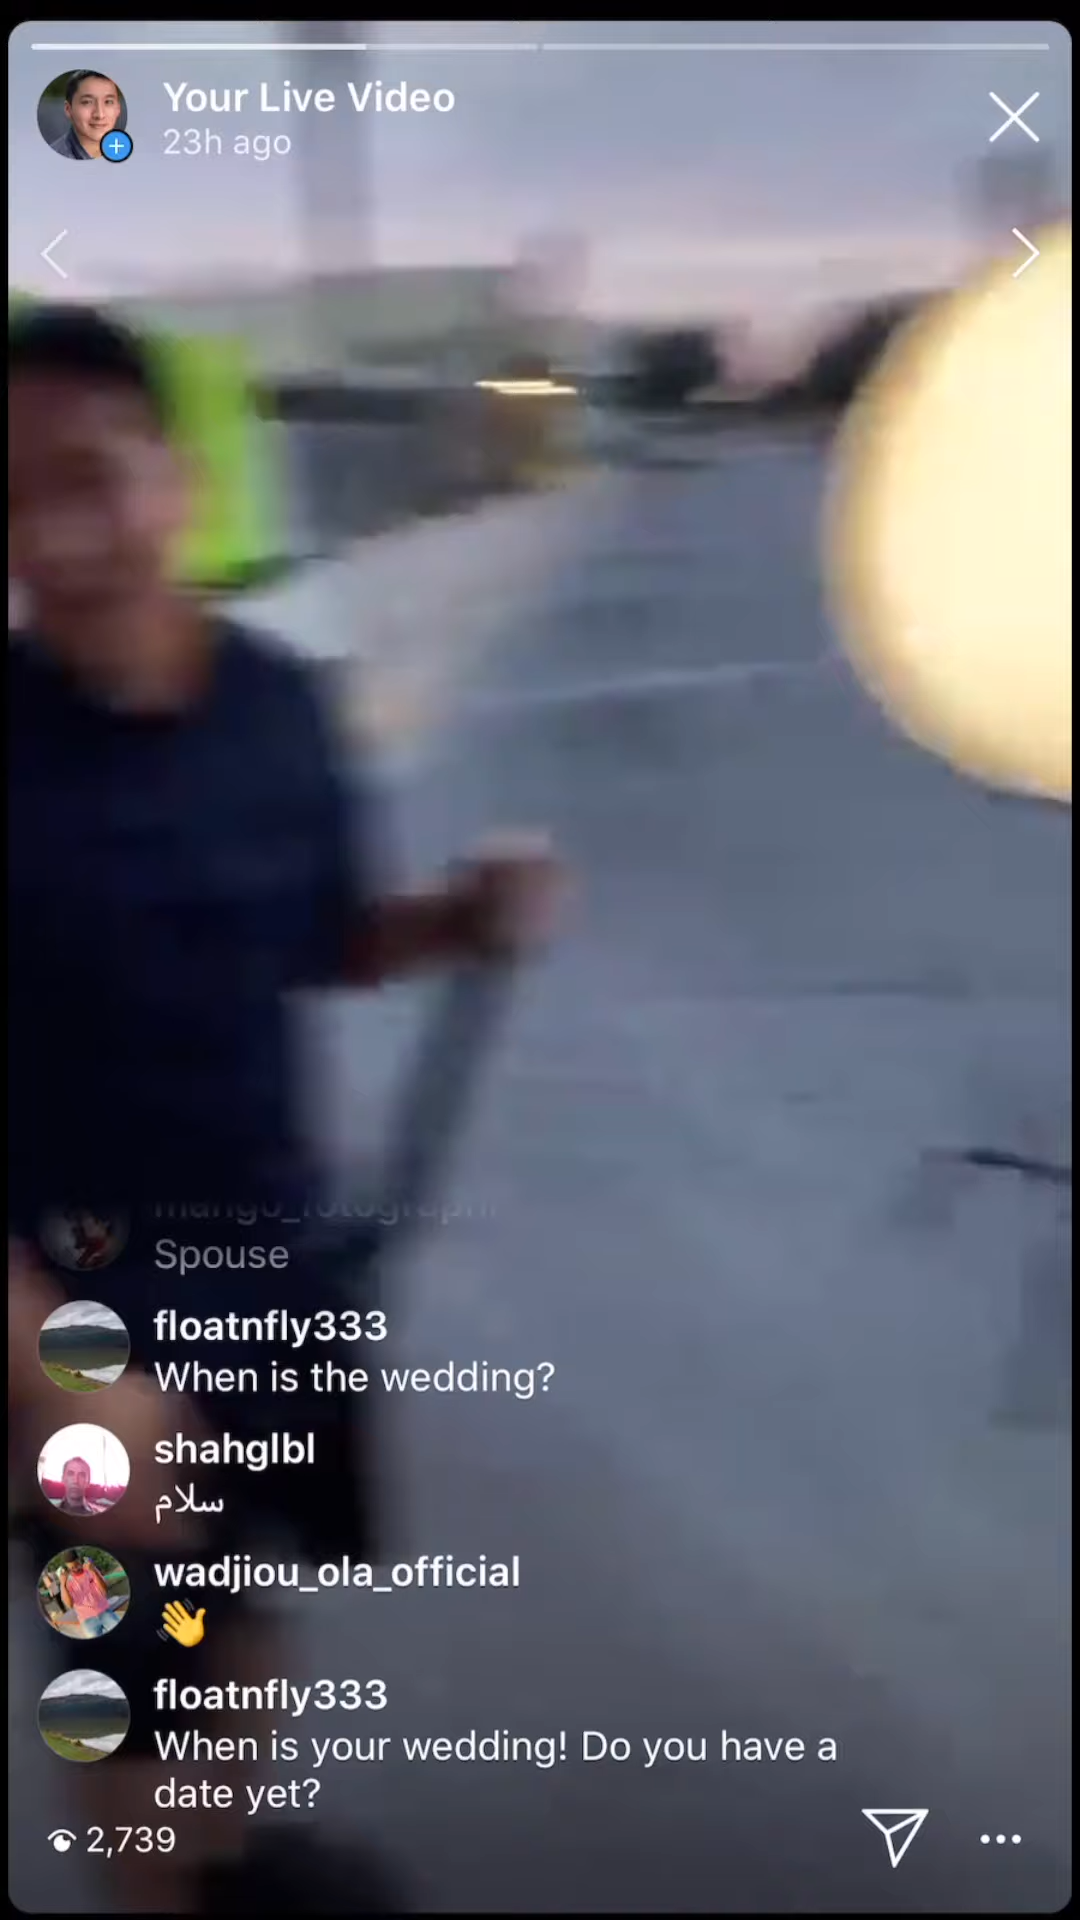 Your Live Video
23h ago
Spouse
floatnfly333
When is the wedding?
shahglbl
سلام
wadjiou_ola_official
👋
floatnfly333
When is your wedding! Do you have a
date yet?
2,739